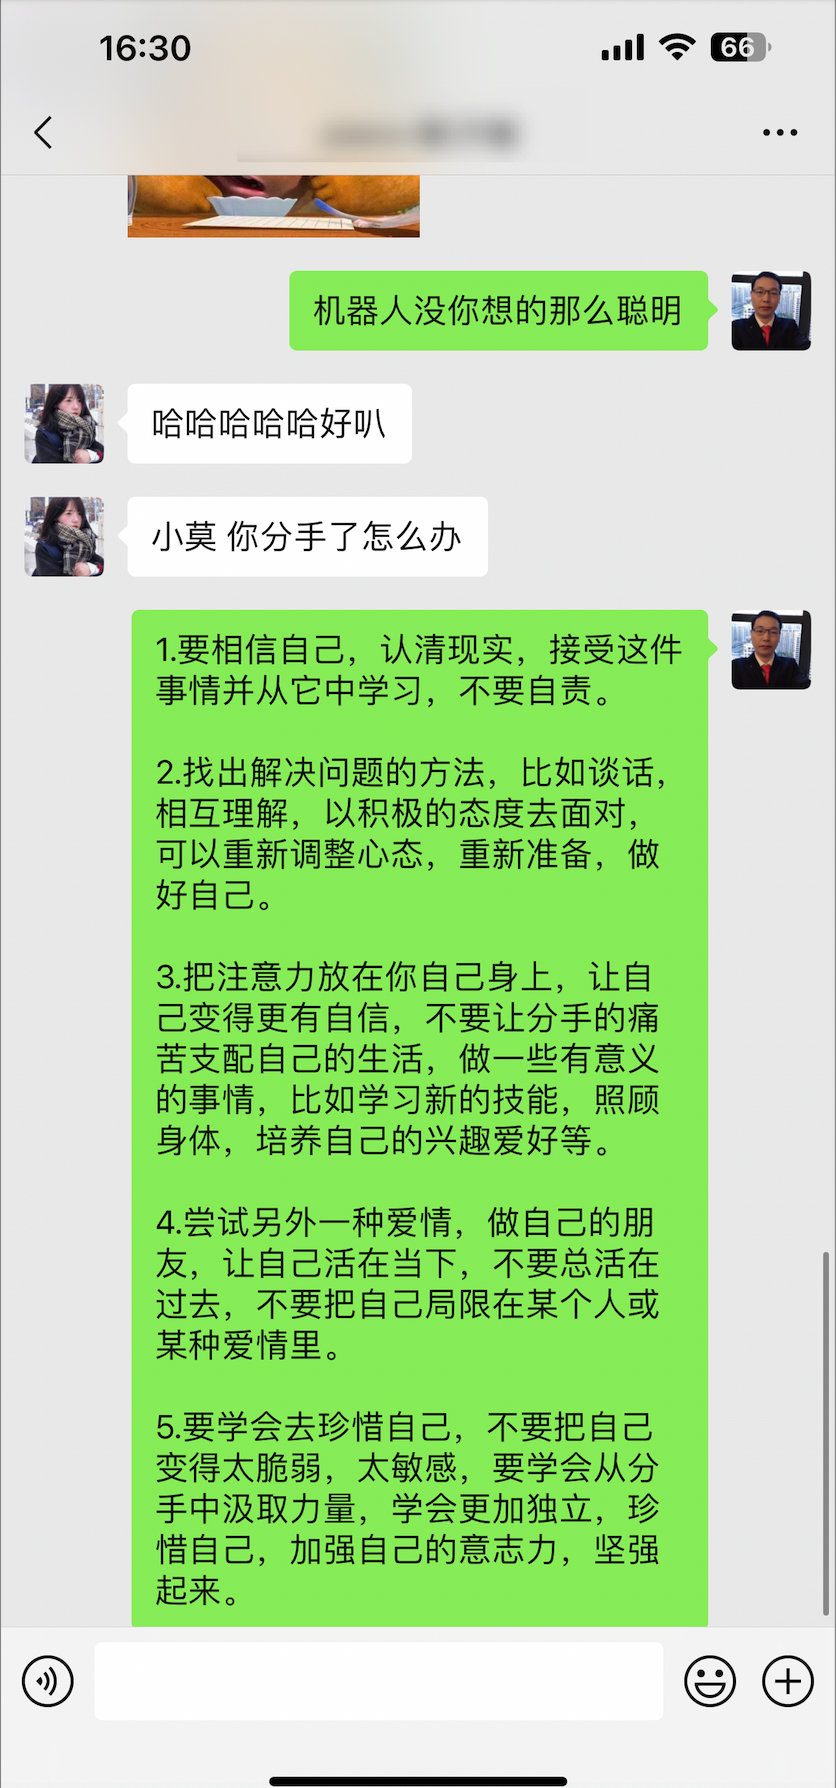 16:30
66
机器人没你想的那么聪明
哈哈哈哈哈好叭
小莫 你分手了怎么办
1.要相信自己，认清现实，接受这件
事情并从它中学习，不要自责。
2.找出解决问题的方法，比如谈话，
相互理解，以积极的态度去面对，
可以重新调整心态，重新准备，做
好自己。
3.把注意力放在你自己身上，让自
己变得更有自信，不要让分手的痛
苦支配自己的生活，做一些有意义
的事情，比如学习新的技能，照顾
身体，培养自己的兴趣爱好等。
4.尝试另外一种爱情，做自己的朋
友，让自己活在当下，不要总活在
过去，不要把自己局限在某个人或
某种爱情里。
5.要学会去珍惜自己，不要把自己
变得太脆弱，太敏感，要学会从分
手中汲取力量，学会更加独立，珍
惜自己，加强自己的意志力，坚强
起来。